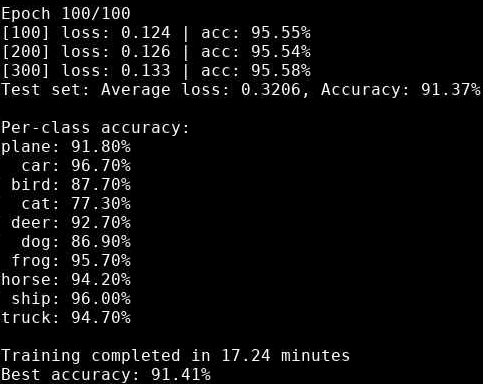 Epoch 100/100
[100] loss: 0.124 | acc: 95.55%
[200] loss: 0.126 | acc: 95.54%
[300] loss: 0.133 | acc: 95.58%
Test set: Average loss: 0.3206, Accuracy: 91.37%
Per-class accuracy:
plane: 91.80%
car: 96.70%
bird: 87.70%
cat: 77.30%
deer: 92.70%
dog: 86.90%
frog: 95.70%
horse: 94.20%
ship: 96.00%
truck: 94.70%
Training completed in 17.24 minutes
Best accuracy: 91.41%